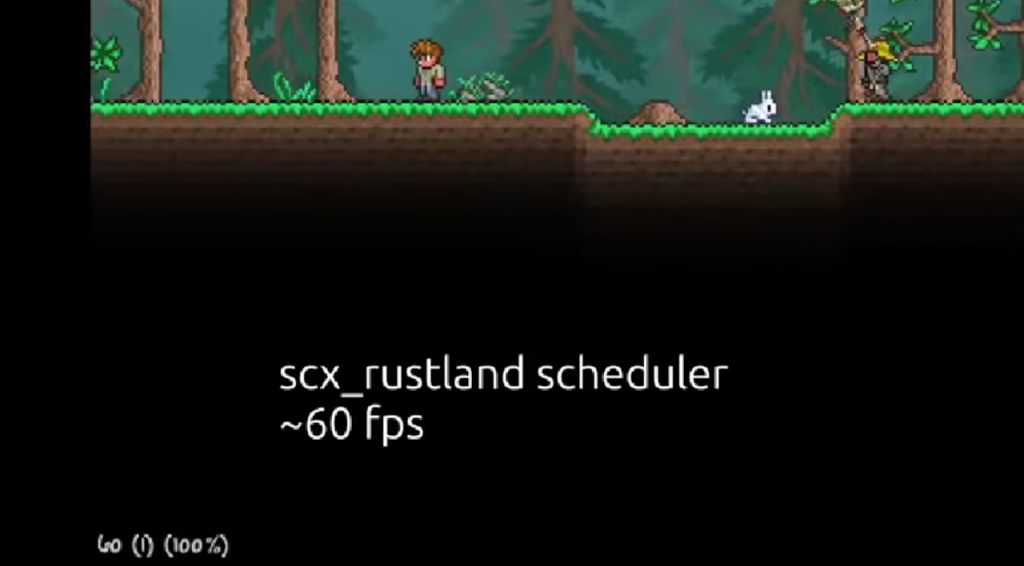 scx_rustland scheduler
~60 fps
60 (1) (100%)